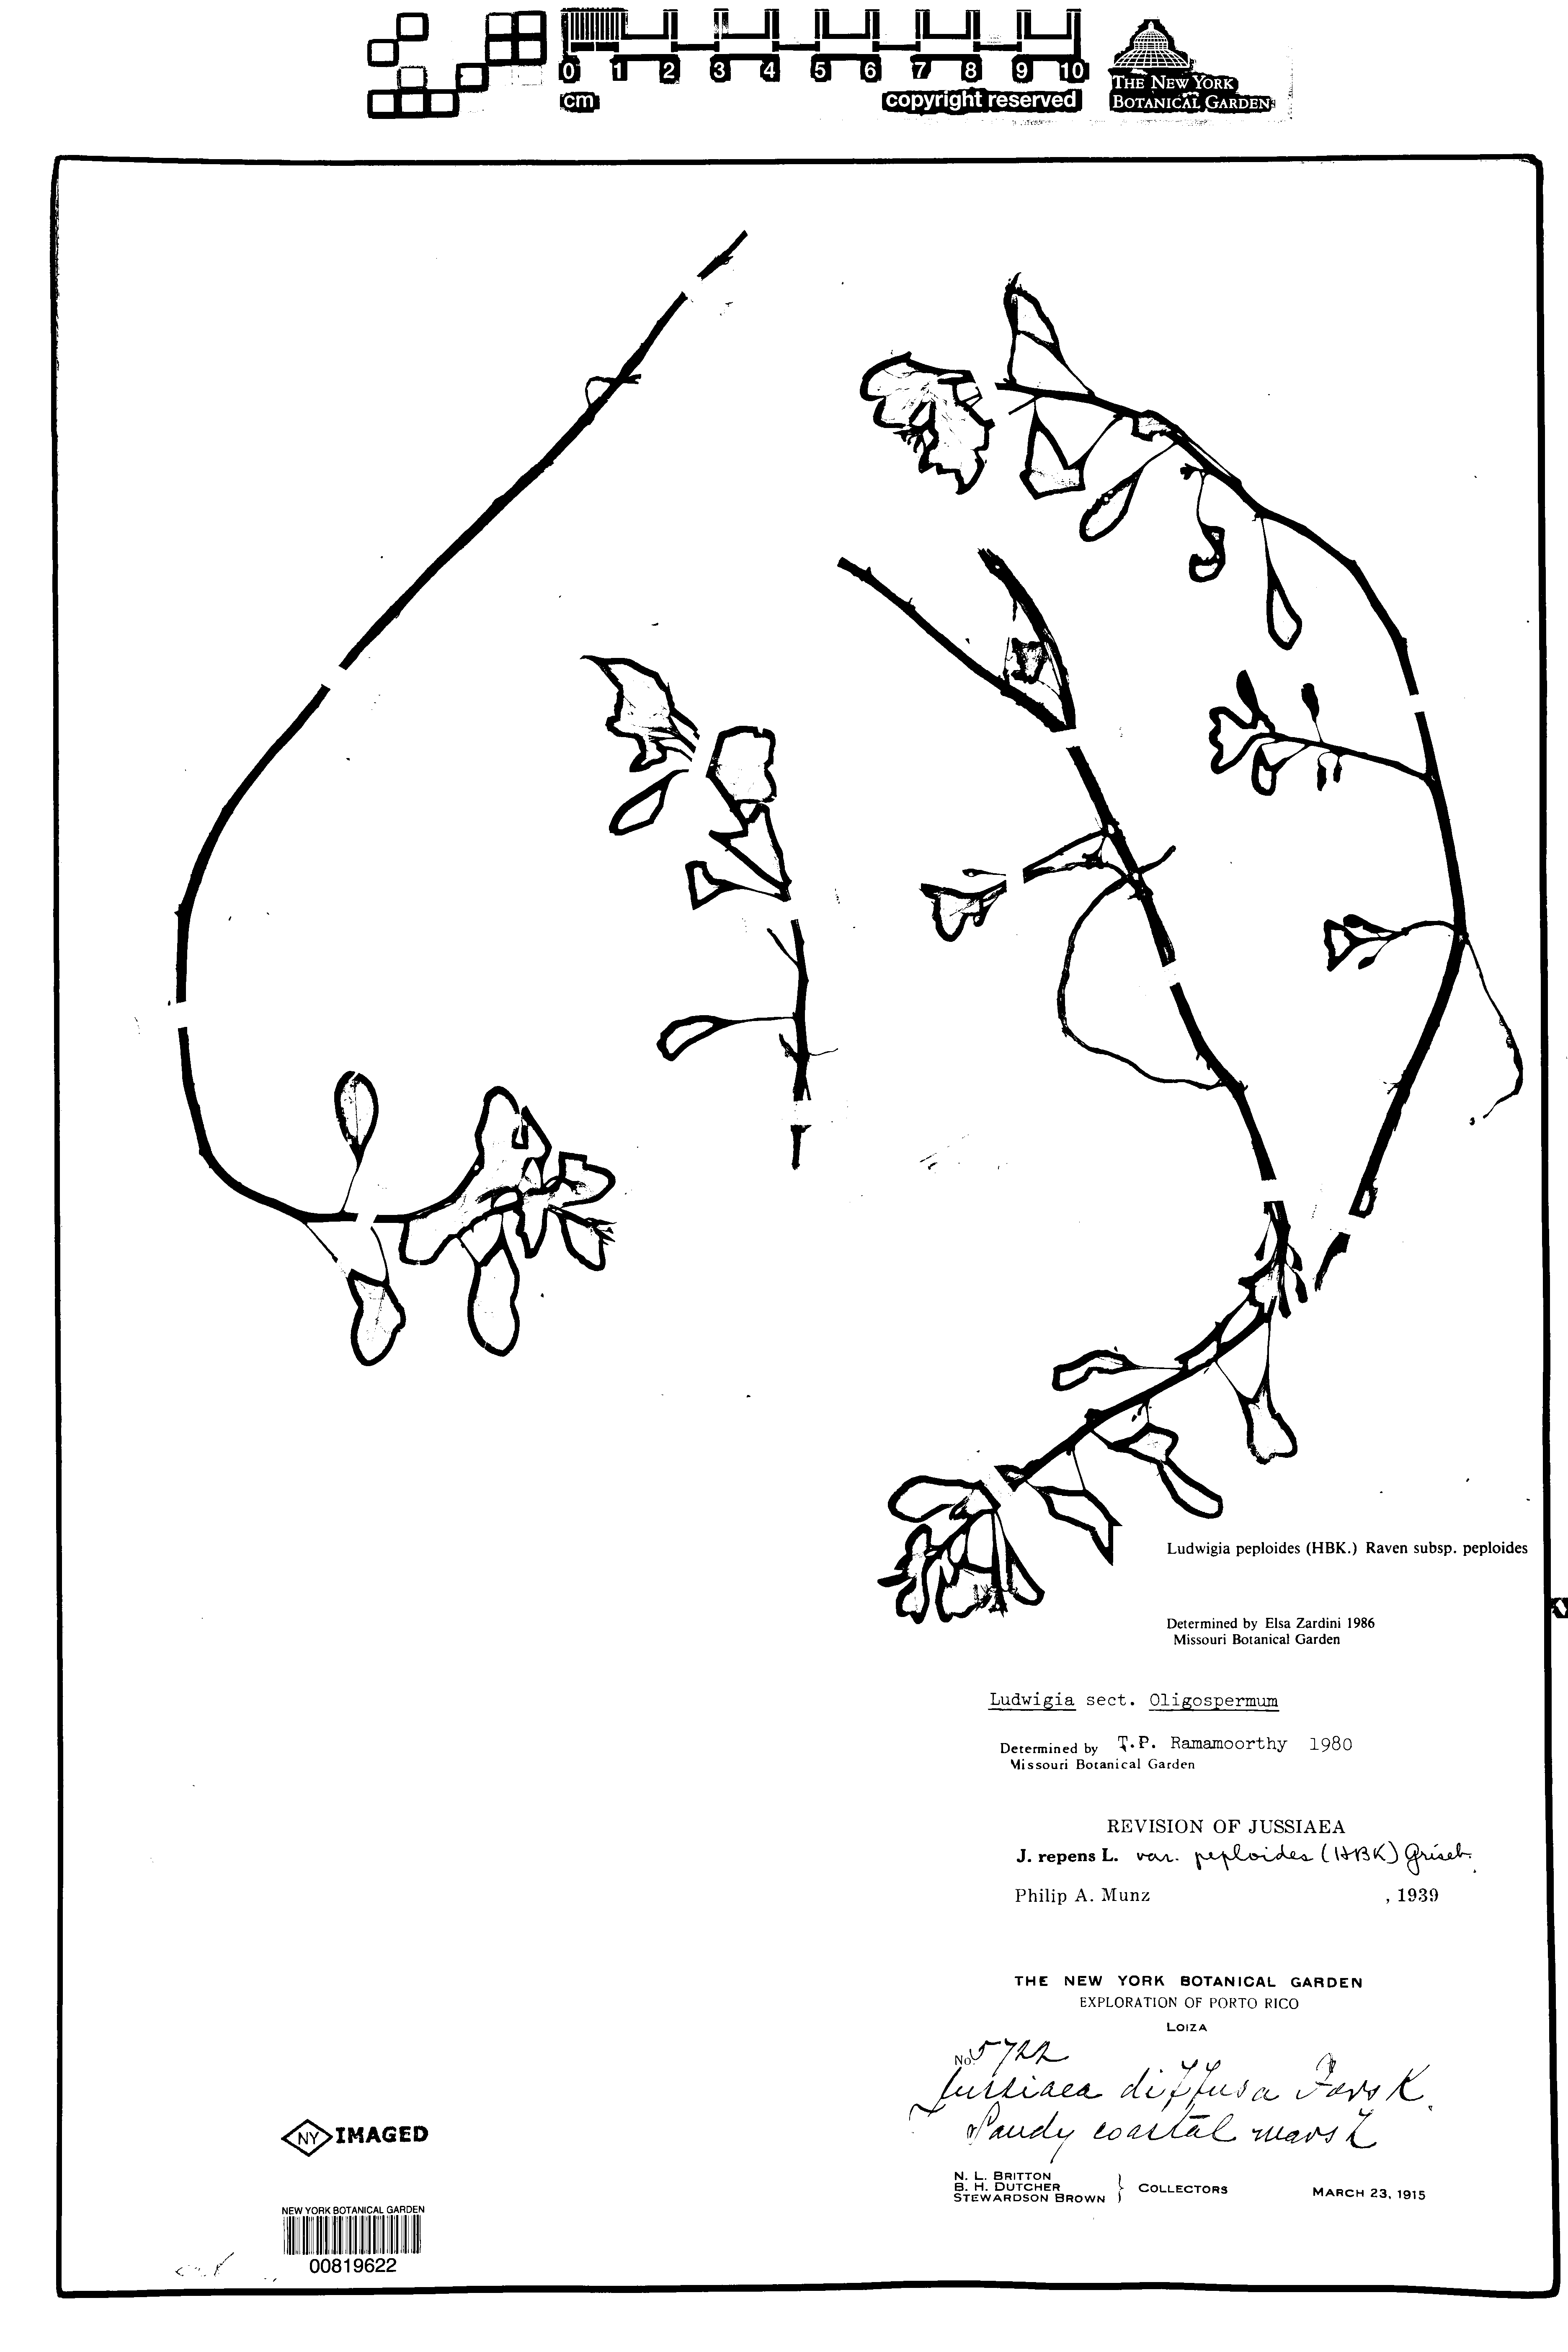 0 1 2 3 4 5 6 7 8 9 10
cm copyright reserved
THE NEW YORK
BOTANICAL GARDEN
Ludwigia peploides (HBK.) Raven subsp. peploides
Determined by Elsa Zardini 1986
Missouri Botanical Garden
Ludwigia sect. Oligospermum
Determined by T.P. Ramamoorthy 1980
Missouri Botanical Garden
REVISION OF JUSSIAEA
J. repens L. var. peploides (HBK) Griseb.
Philip A. Munz , 1939
THE NEW YORK BOTANICAL GARDEN
EXPLORATION OF PORTO RICO
LOIZA
No. 5722
Jussiaea diffusa Forsk.
Sandy coastal marsh
N. L. BRITTON
B. H. DUTCHER
STEWARDSON BROWN } COLLECTORS MARCH 23, 1915
NY IMAGED
NEW YORK BOTANICAL GARDEN
00819622